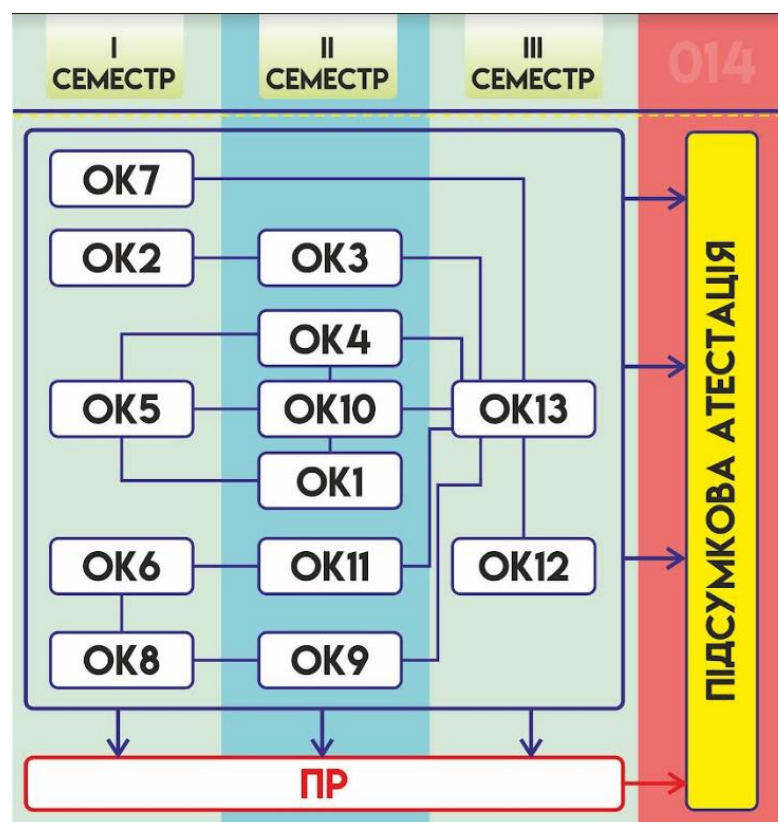 I
СЕМЕСТР
II
СЕМЕСТР
III
СЕМЕСТР
014
ОК7
ОК2
ОК3
ОК4
ОК5
ОК10
ОК13
ОК1
ОК6
ОК11
ОК12
ОК8
ОК9
ПР
ПІДСУМКОВА АТЕСТАЦІЯ